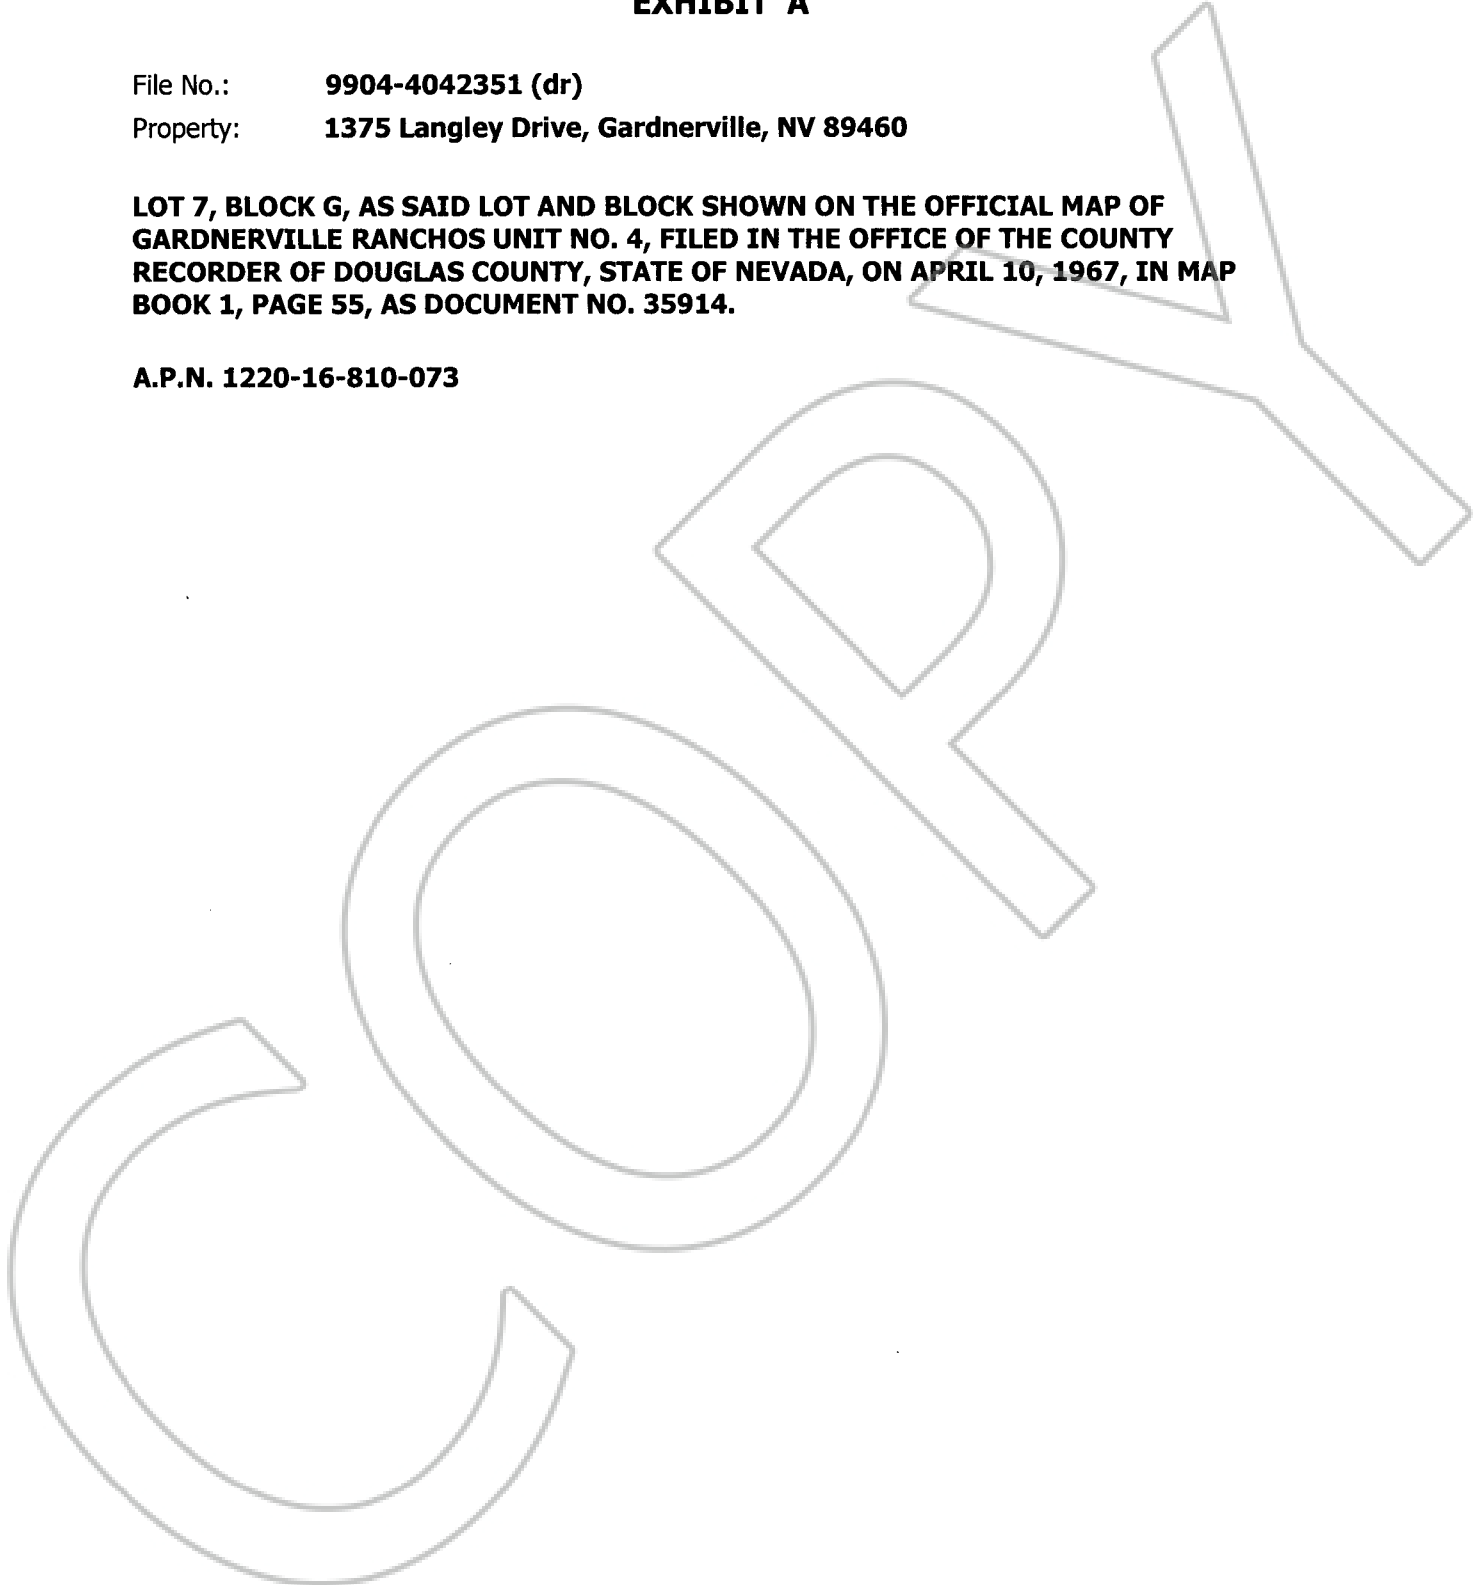 EXHIBIT 'A'
File No.: 9904-4042351 (dr)
Property: 1375 Langley Drive, Gardnerville, NV 89460
LOT 7, BLOCK G, AS SAID LOT AND BLOCK SHOWN ON THE OFFICIAL MAP OF
GARDNERVILLE RANCHOS UNIT NO. 4, FILED IN THE OFFICE OF THE COUNTY
RECORDER OF DOUGLAS COUNTY, STATE OF NEVADA, ON APRIL 10, 1967, IN MAP
BOOK 1, PAGE 55, AS DOCUMENT NO. 35914.
A.P.N. 1220-16-810-073
COPY